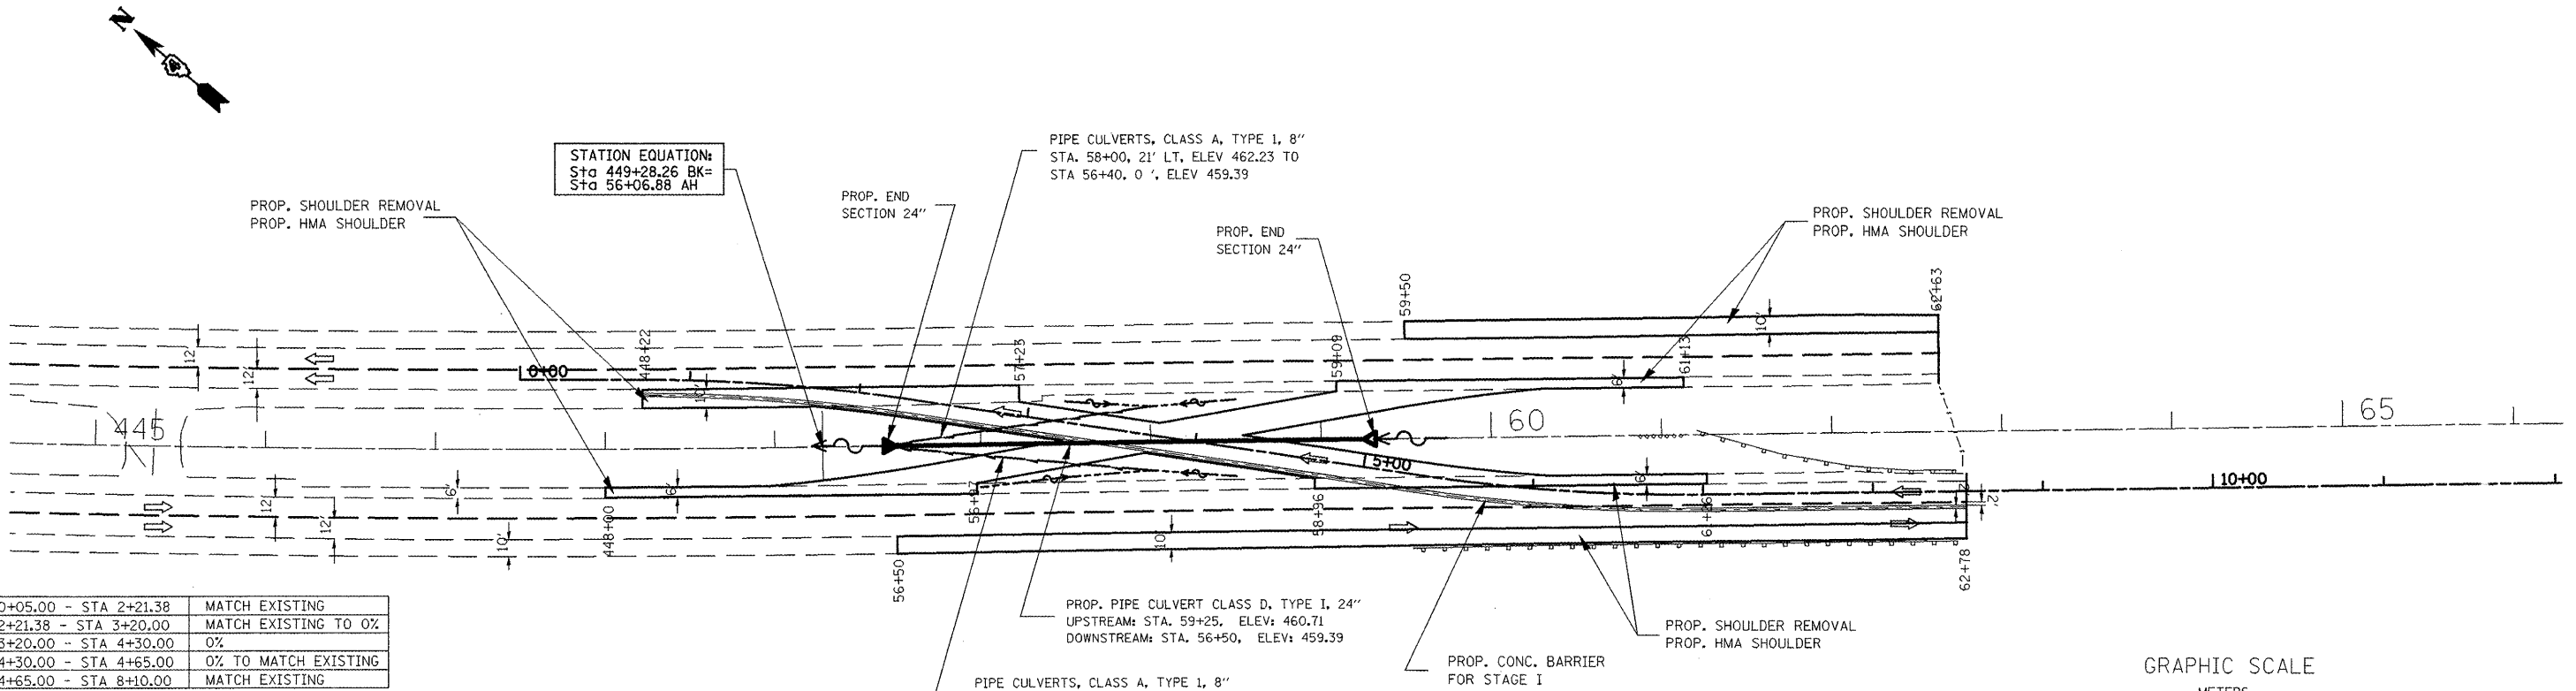 N
STATION EQUATION:
Sta 449+28.26 BK=
Sta 56+06.88 AH
PIPE CULVERTS, CLASS A, TYPE 1, 8"
STA. 58+00, 21' LT, ELEV 462.23 TO
STA 56+40, 0 ', ELEV 459.39
PROP. SHOULDER REMOVAL
PROP. HMA SHOULDER
PROP. END
SECTION 24"
PROP. END
SECTION 24"
PROP. SHOULDER REMOVAL
PROP. HMA SHOULDER
59+50
62+63
448+22
57+23
59+09
61+13
10'
12'
12'
0+00
10'
6'
445
60
65
5+00
10+00
6'
6'
6'
12'
12'
10'
448+00
56+97
58+96
61+26
2'
10'
56+50
62+78
0+05.00 - STA 2+21.38 MATCH EXISTING
2+21.38 - STA 3+20.00 MATCH EXISTING TO 0%
3+20.00 - STA 4+30.00 0%
4+30.00 - STA 4+65.00 0% TO MATCH EXISTING
4+65.00 - STA 8+10.00 MATCH EXISTING
PROP. PIPE CULVERT CLASS D, TYPE I, 24"
UPSTREAM: STA. 59+25, ELEV: 460.71
DOWNSTREAM: STA. 56+50, ELEV: 459.39
PROP. SHOULDER REMOVAL
PROP. HMA SHOULDER
PROP. CONC. BARRIER
FOR STAGE I
PIPE CULVERTS, CLASS A, TYPE 1, 8"
GRAPHIC SCALE
METERS